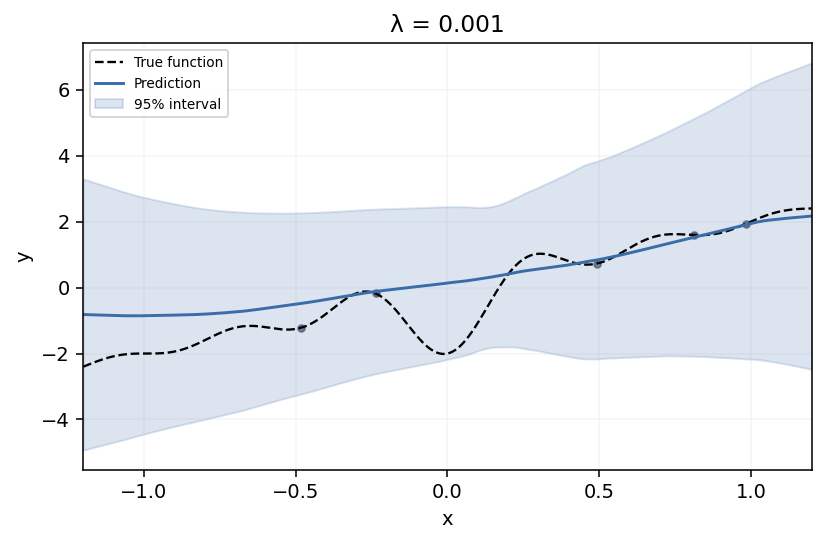 λ = 0.001
True function
Prediction
95% interval
6
4
2
0
−2
−4
y
−1.0 −0.5 0.0 0.5 1.0
x